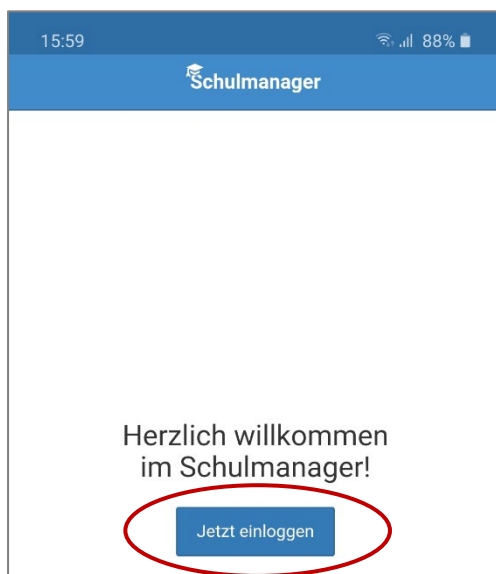 15:59 88%
Schulmanager
Herzlich willkommen
im Schulmanager!
Jetzt einloggen